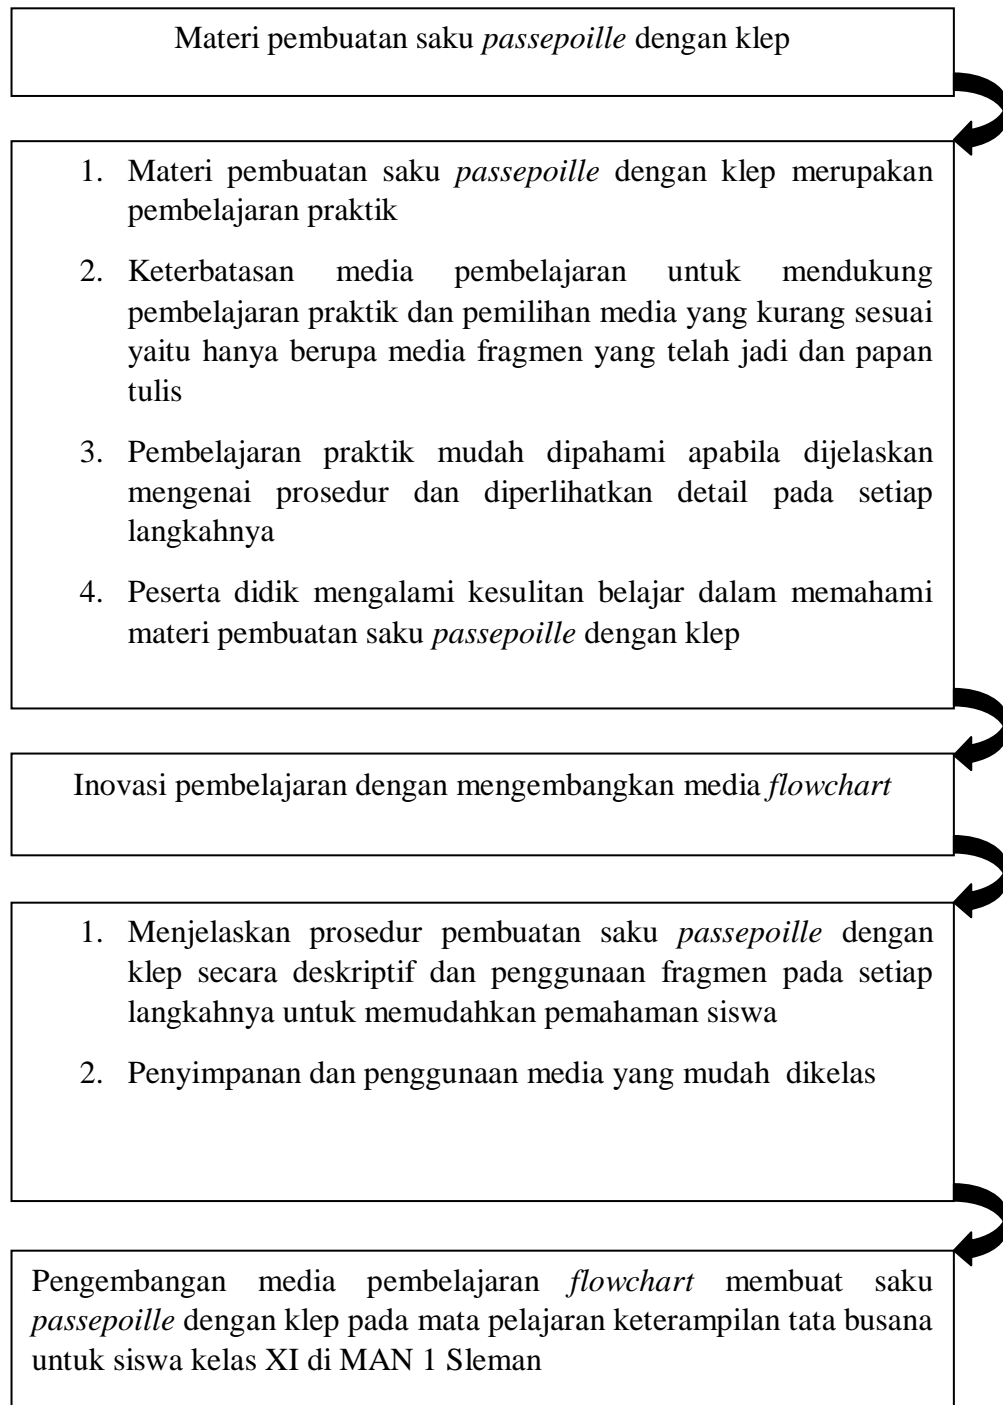 Materi pembuatan saku passepoille dengan klep
1. Materi pembuatan saku passepoille dengan klep merupakan
pembelajaran praktik
2. Keterbatasan media pembelajaran untuk mendukung
pembelajaran praktik dan pemilihan media yang kurang sesuai
yaitu hanya berupa media fragmen yang telah jadi dan papan
tulis
3. Pembelajaran praktik mudah dipahami apabila dijelaskan
mengenai prosedur dan diperlihatkan detail pada setiap
langkahnya
4. Peserta didik mengalami kesulitan belajar dalam memahami
materi pembuatan saku passepoille dengan klep
Inovasi pembelajaran dengan mengembangkan media flowchart
1. Menjelaskan prosedur pembuatan saku passepoille dengan
klep secara deskriptif dan penggunaan fragmen pada setiap
langkahnya untuk memudahkan pemahaman siswa
2. Penyimpanan dan penggunaan media yang mudah dikelas
Pengembangan media pembelajaran flowchart membuat saku
passepoille dengan klep pada mata pelajaran keterampilan tata busana
untuk siswa kelas XI di MAN 1 Sleman